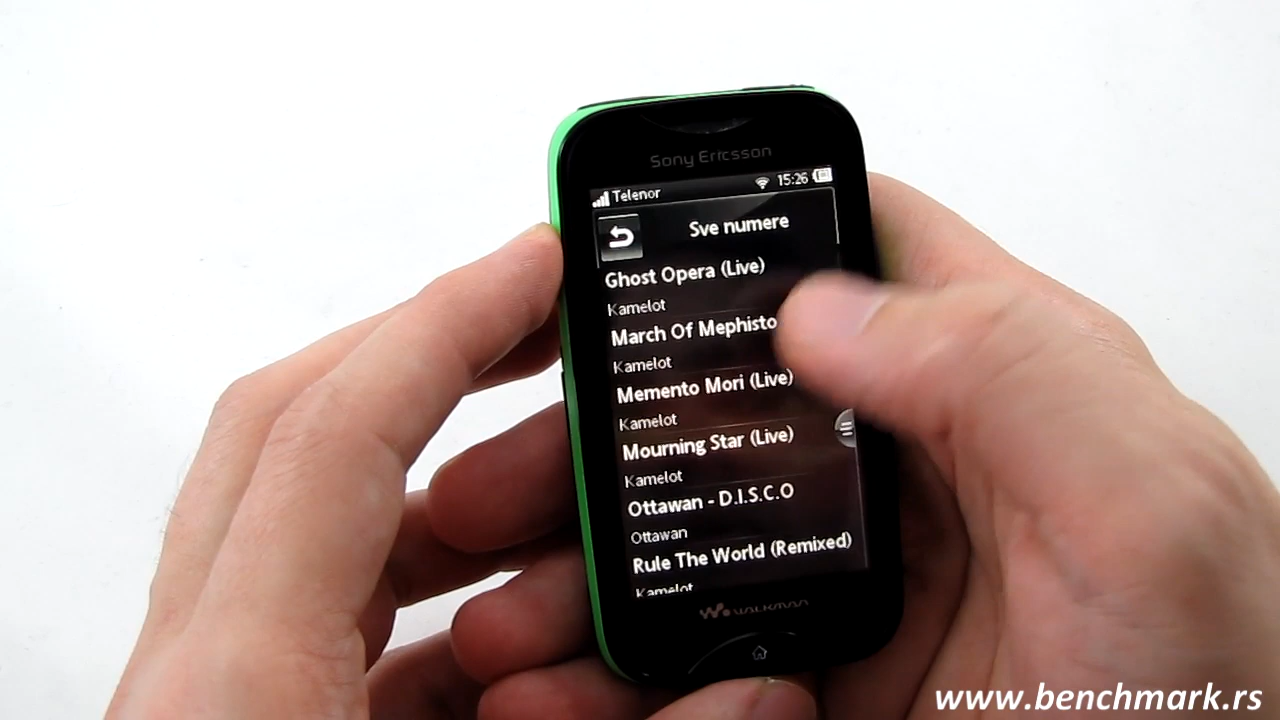 Sony Ericsson
Telenor 15:26
Sve numere
Ghost Opera (Live)
Kamelot
March Of Mephisto
Kamelot
Memento Mori (Live)
Kamelot
Mourning Star (Live)
Kamelot
Ottawan - D.I.S.C.O
Ottawan
Rule The World (Remixed)
Kamelot
WALKMAN
www.benchmark.rs